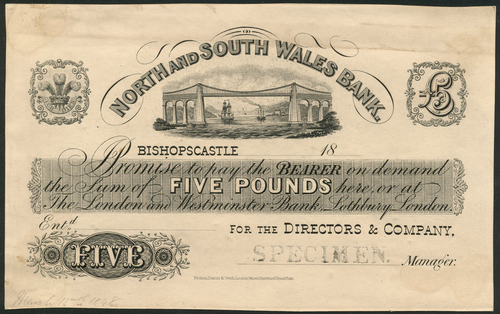 NORTH AND SOUTH WALES BANK.
£5
BISHOPSCASTLE 18
Promise to pay the BEARER on demand
the Sum of FIVE POUNDS here, or at
The London and Westminster Bank, Lothbury London.
Entd
FOR THE DIRECTORS & COMPANY,
FIVE
SPECIMEN.
Manager.